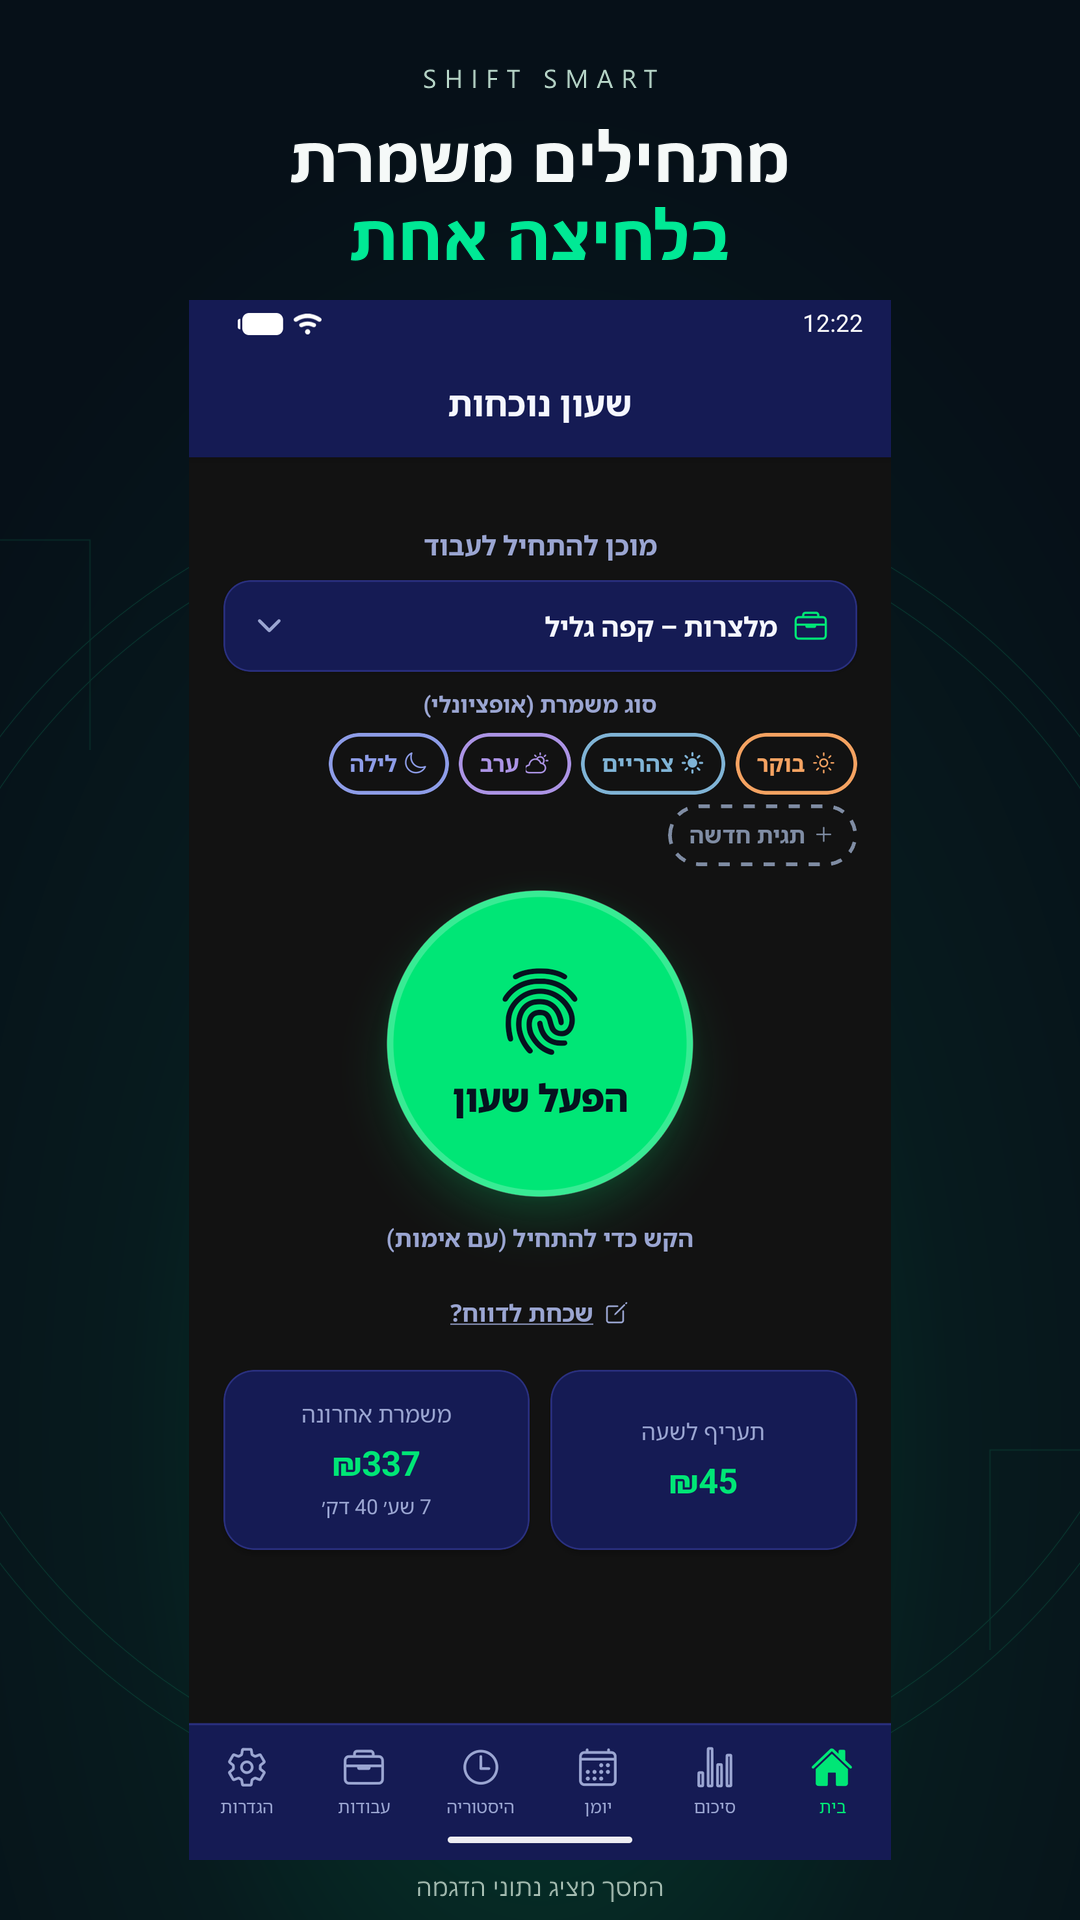 SHIFT SMART
מתחילים משמרת
בלחיצה אחת
12:22
שעון נוכחות
מוכן להתחיל לעבוד
מלצרות – קפה גליל
סוג משמרת (אופציונלי)
בוקר צהריים ערב לילה
+ תגית חדשה
הפעל שעון
הקש כדי להתחיל (עם אימות)
שכחת לדווח?
תעריף לשעה
₪45
משמרת אחרונה
₪337
7 שע׳ 40 דק׳
בית סיכום יומן היסטוריה עבודות הגדרות
המסך מציג נתוני הדגמה